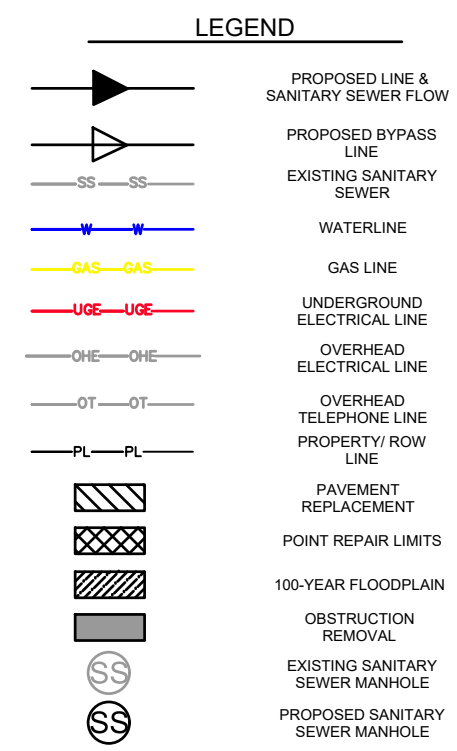 LEGEND
PROPOSED LINE &
SANITARY SEWER FLOW
PROPOSED BYPASS
LINE
SS SS
EXISTING SANITARY
SEWER
W W
WATERLINE
GAS GAS
GAS LINE
UGE UGE
UNDERGROUND
ELECTRICAL LINE
OHE OHE
OVERHEAD
ELECTRICAL LINE
OT OT
OVERHEAD
TELEPHONE LINE
PL PL
PROPERTY/ ROW
LINE
PAVEMENT
REPLACEMENT
POINT REPAIR LIMITS
100-YEAR FLOODPLAIN
OBSTRUCTION
REMOVAL
SS
EXISTING SANITARY
SEWER MANHOLE
SS
PROPOSED SANITARY
SEWER MANHOLE